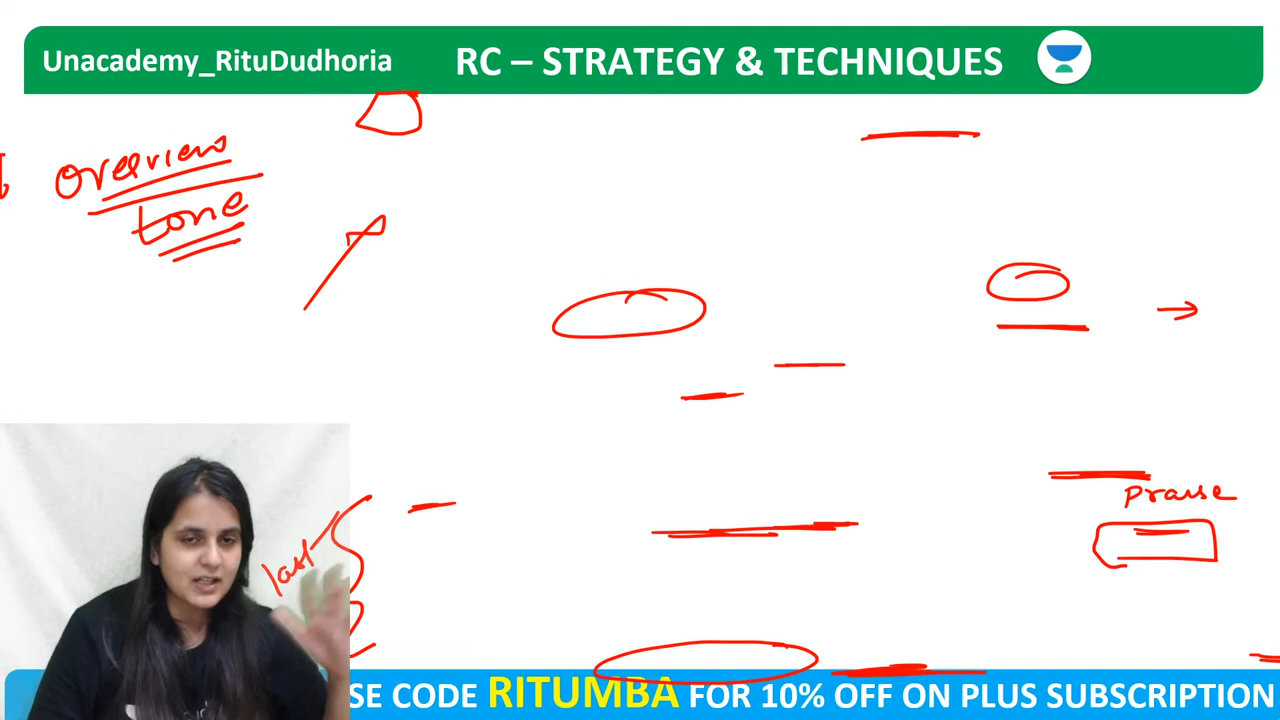 Unacademy_RituDudhoria
RC – STRATEGY & TECHNIQUES
overview
tone
praise
last
SE CODE RITUMBA FOR 10% OFF ON PLUS SUBSCRIPTION